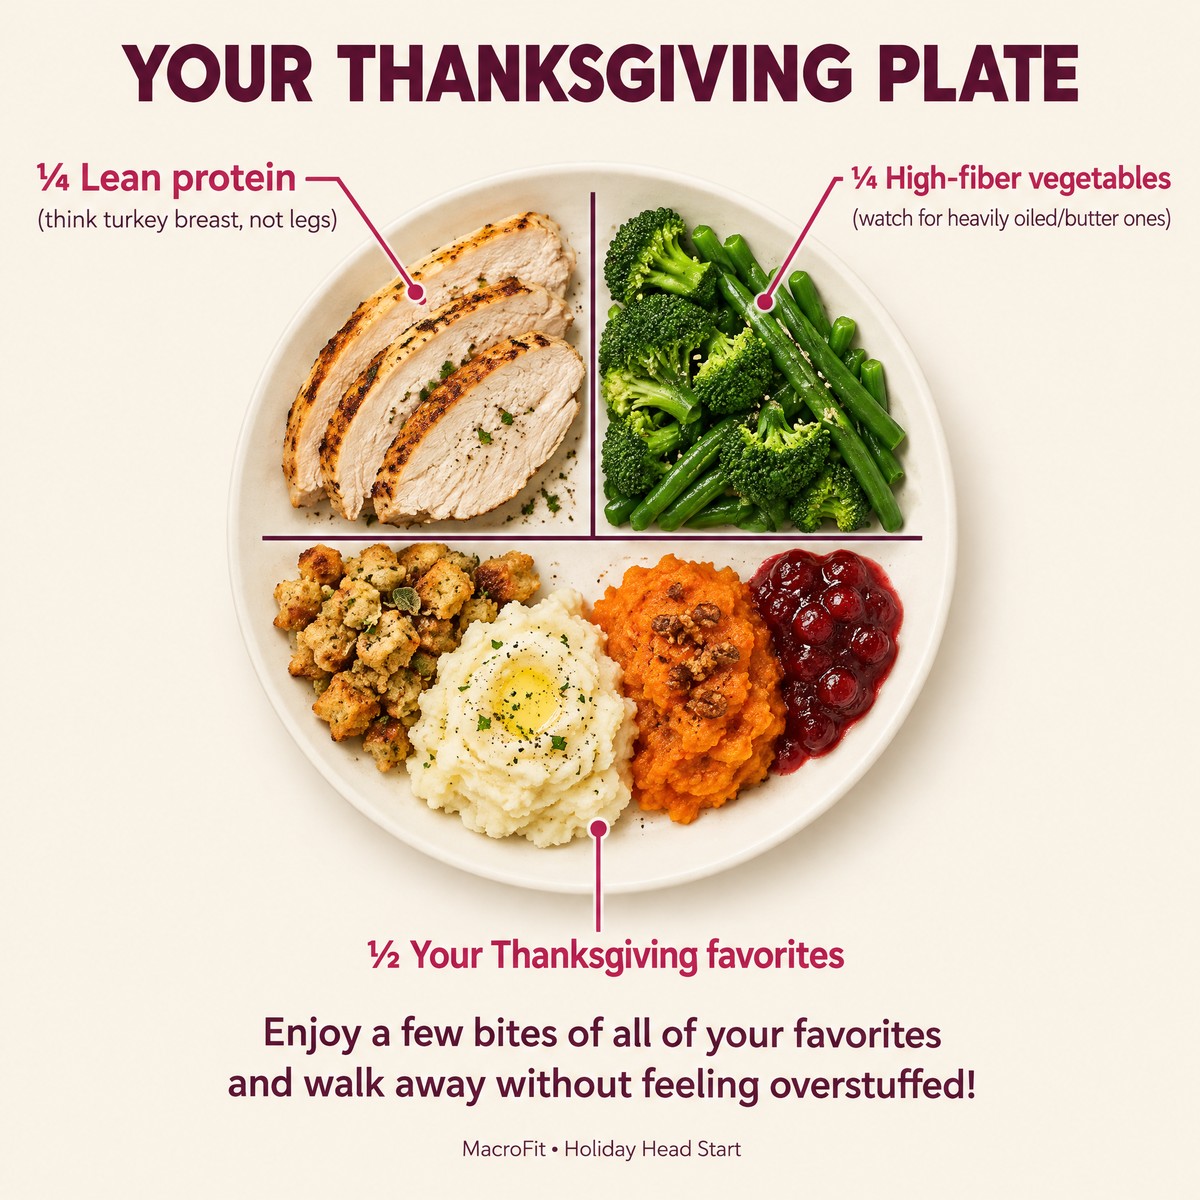 YOUR THANKSGIVING PLATE
¼ Lean protein
(think turkey breast, not legs)
¼ High-fiber vegetables
(watch for heavily oiled/butter ones)
½ Your Thanksgiving favorites
Enjoy a few bites of all of your favorites
and walk away without feeling overstuffed!
MacroFit • Holiday Head Start